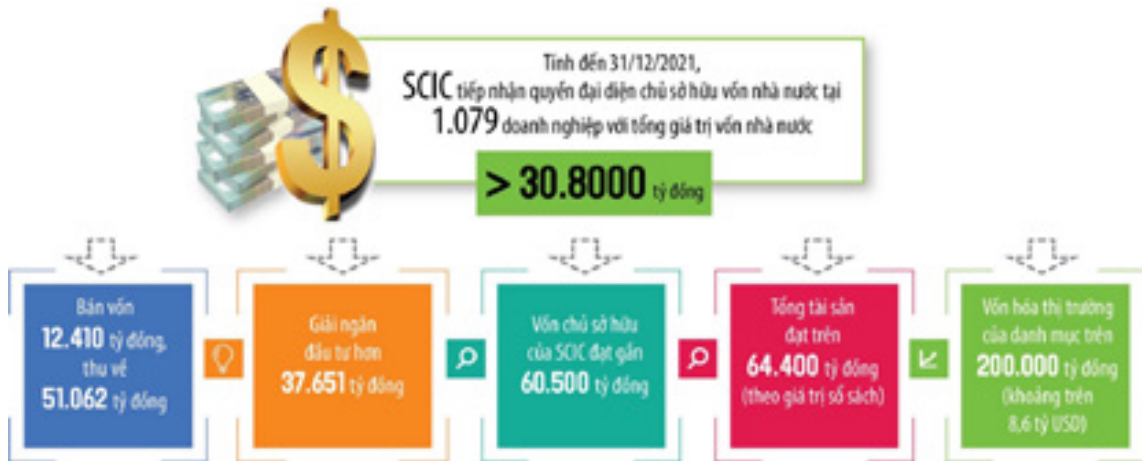 Tính đến 31/12/2021,
SCIC tiếp nhận quyền đại diện chủ sở hữu vốn nhà nước tại
1.079 doanh nghiệp với tổng giá trị vốn nhà nước
> 30.8000 tỷ đồng
Bán vốn
12.410 tỷ đồng,
thu về
51.062 tỷ đồng
Giải ngân
đầu tư hơn
37.651 tỷ đồng
Vốn chủ sở hữu
của SCIC đạt gần
60.500 tỷ đồng
Tổng tài sản
đạt trên
64.400 tỷ đồng
(theo giá trị sổ sách)
Vốn hóa thị trường
của danh mục trên
200.000 tỷ đồng
(khoảng trên
8,6 tỷ USD)